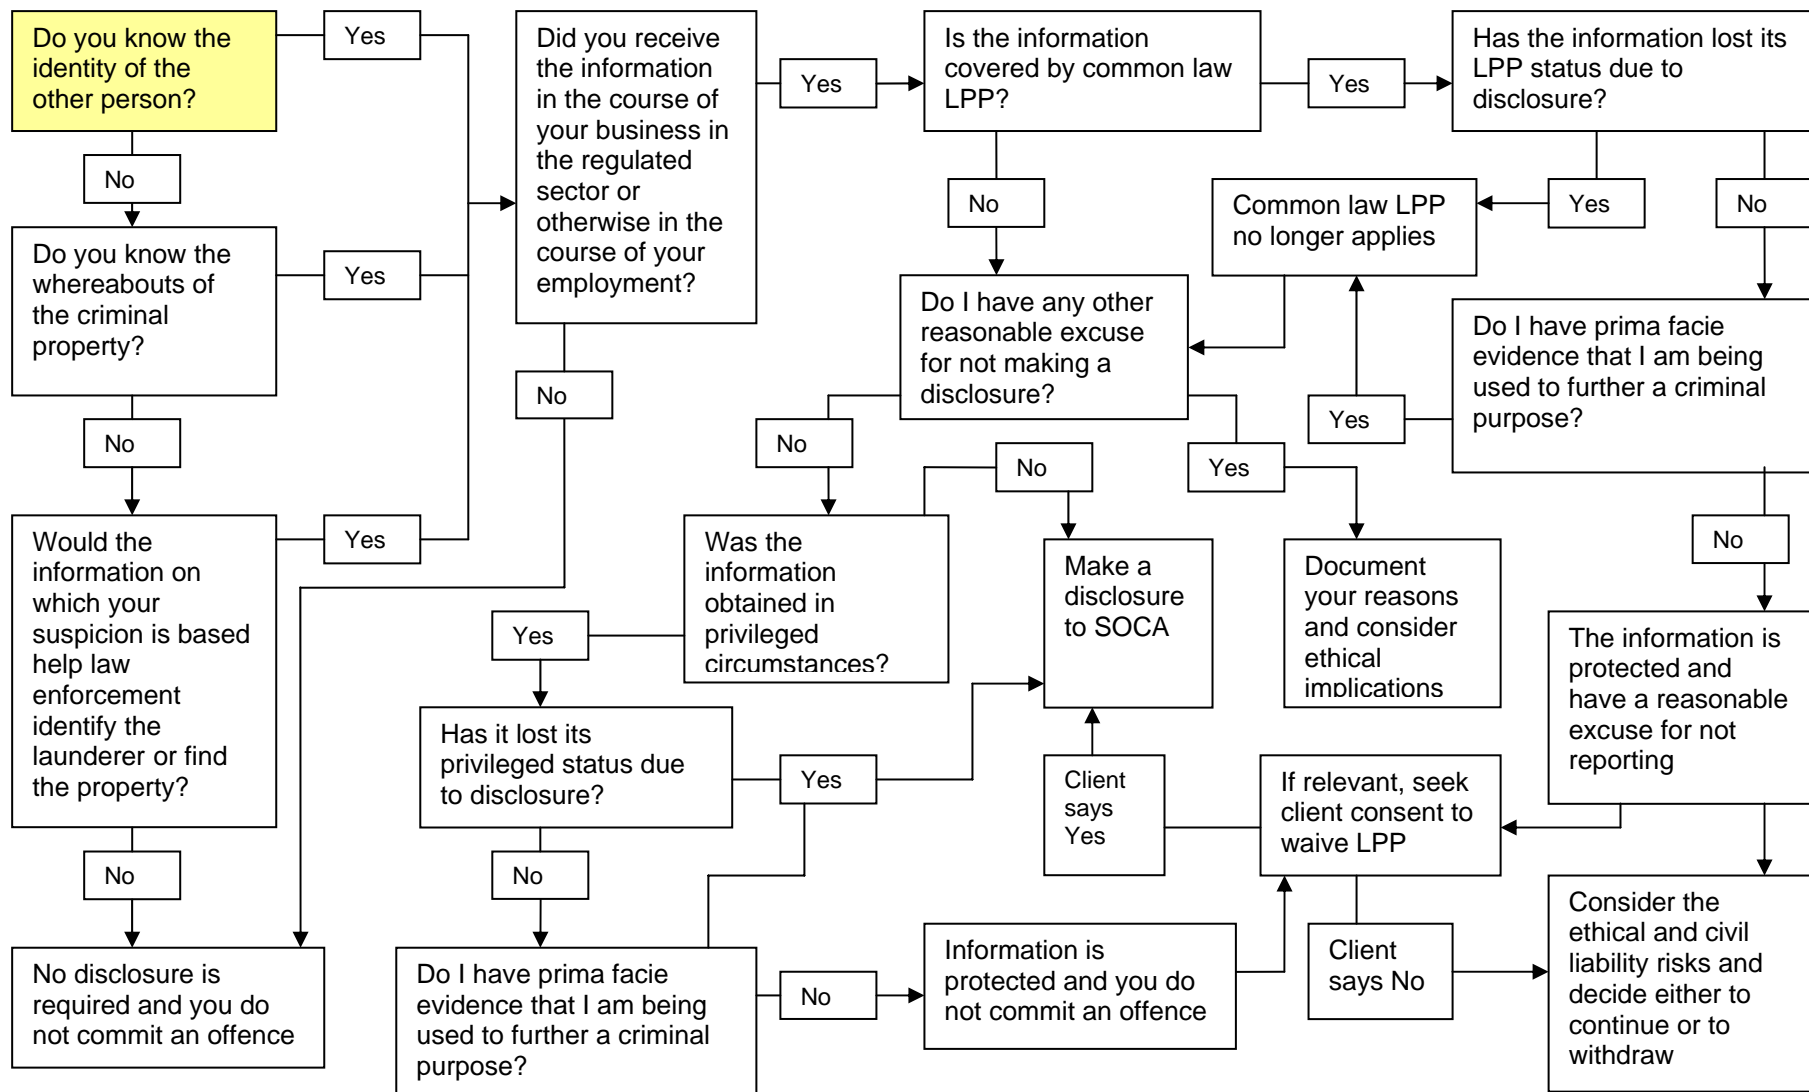 Do you know the
identity of the
other person?
Yes
No
Do you know the
whereabouts of
the criminal
property?
Yes
No
Would the
information on
which your
suspicion is based
help law
enforcement
identify the
launderer or find
the property?
Yes
No
No disclosure is
required and you do
not commit an offence
Did you receive
the information
in the course of
your business in
the regulated
sector or
otherwise in the
course of your
employment?
Yes
No
Is the information
covered by common law
LPP?
Yes
No
Has the information lost its
LPP status due to
disclosure?
Yes
No
Common law LPP
no longer applies
Do I have any other
reasonable excuse
for not making a
disclosure?
No
Yes
Do I have prima facie
evidence that I am being
used to further a criminal
purpose?
Yes
No
Was the
information
obtained in
privileged
circumstances?
No
Yes
Make a
disclosure
to SOCA
Document
your reasons
and consider
ethical
implications
The information is
protected and
have a reasonable
excuse for not
reporting
Has it lost its
privileged status due
to disclosure?
Yes
No
Client
says
Yes
If relevant, seek
client consent to
waive LPP
Do I have prima facie
evidence that I am being
used to further a criminal
purpose?
No
Information is
protected and you do
not commit an offence
Client
says No
Consider the
ethical and civil
liability risks and
decide either to
continue or to
withdraw